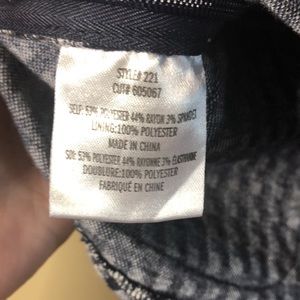 STYLE# 221
CUT# 605067
SELF: 53% POLYESTER 44% RAYON 3% SPANDEX
LINING: 100% POLYESTER
MADE IN CHINA
SOI: 53% POLYESTER 44% RAYONNE 3% ELASTHANNE
DOUBLURE: 100% POLYESTER
FABRIQUÉ EN CHINE